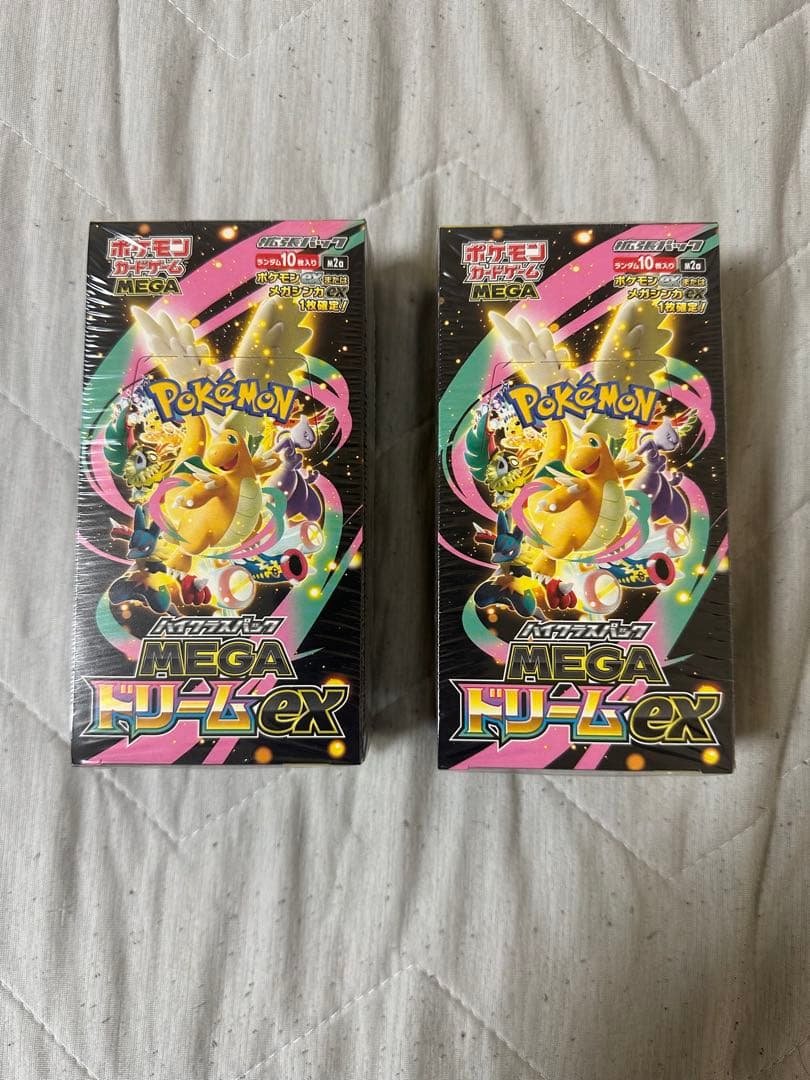 ポケモン
カードゲーム
MEGA
拡張パック
ランダム10枚入り M2a
ポケモンexまたは
メガシンカex
1枚確定!
POKéMON
ハイクラスパック
MEGA
ドリームex
ポケモン
カードゲーム
MEGA
拡張パック
ランダム10枚入り M2a
ポケモンexまたは
メガシンカex
1枚確定!
POKéMON
ハイクラスパック
MEGA
ドリームex